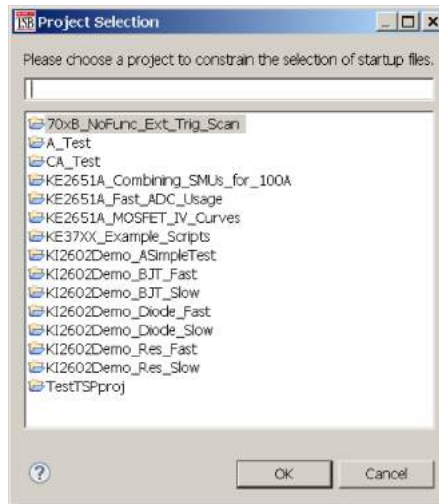 TSB Project Selection
Please choose a project to constrain the selection of startup files.
70xB_NoFunc_Ext_Trig_Scan
A_Test
CA_Test
KE2651A_Combining_SMUs_for_100A
KE2651A_Fast_ADC_Usage
KE2651A_MOSFET_IV_Curves
KE37XX_Example_Scripts
KI2602Demo_ASimpleTest
KI2602Demo_BJT_Fast
KI2602Demo_BJT_Slow
KI2602Demo_Diode_Fast
KI2602Demo_Diode_Slow
KI2602Demo_Res_Fast
KI2602Demo_Res_Slow
TestTSPproj
? OK Cancel